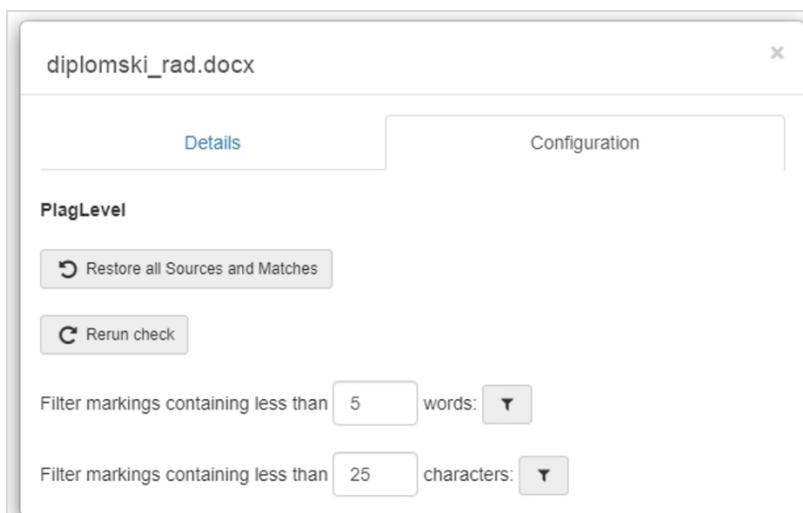 diplomski_rad.docx ×
Details Configuration
PlagLevel
Restore all Sources and Matches
Rerun check
Filter markings containing less than 5 words:
Filter markings containing less than 25 characters: